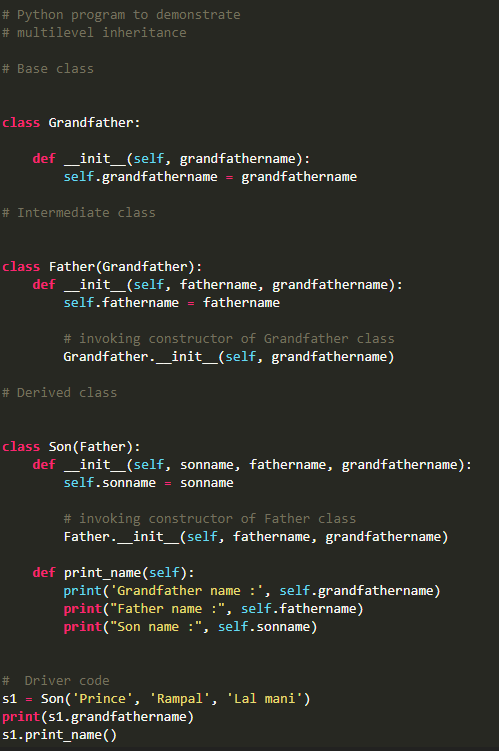 # Python program to demonstrate
# multilevel inheritance
# Base class
class Grandfather:
    def __init__(self, grandfathername):
        self.grandfathername = grandfathername
# Intermediate class
class Father(Grandfather):
    def __init__(self, fathername, grandfathername):
        self.fathername = fathername
        # invoking constructor of Grandfather class
        Grandfather.__init__(self, grandfathername)
# Derived class
class Son(Father):
    def __init__(self, sonname, fathername, grandfathername):
        self.sonname = sonname
        # invoking constructor of Father class
        Father.__init__(self, fathername, grandfathername)
    def print_name(self):
        print('Grandfather name :', self.grandfathername)
        print("Father name :", self.fathername)
        print("Son name :", self.sonname)
#  Driver code
s1 = Son('Prince', 'Rampal', 'Lal mani')
print(s1.grandfathername)
s1.print_name()